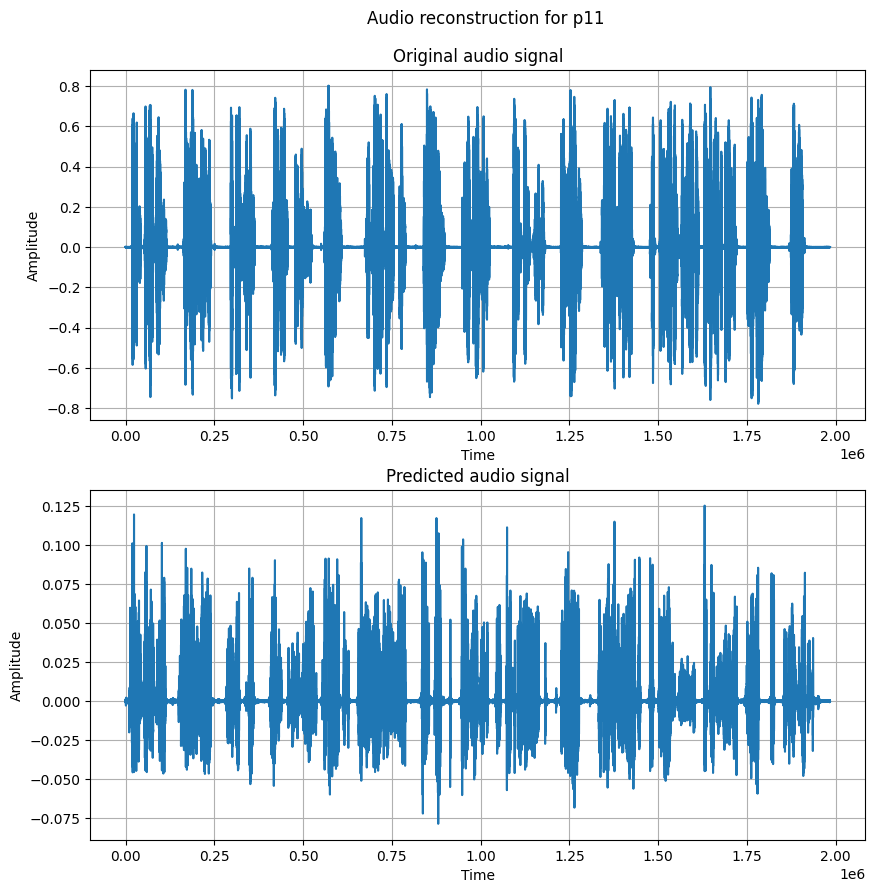 Audio reconstruction for p11
Original audio signal
0.8
0.6
0.4
0.2
0.0
−0.2
−0.4
−0.6
−0.8
Amplitude
0.00 0.25 0.50 0.75 1.00 1.25 1.50 1.75 2.00
Time
1e6
Predicted audio signal
0.125
0.100
0.075
0.050
0.025
0.000
−0.025
−0.050
−0.075
Amplitude
0.00 0.25 0.50 0.75 1.00 1.25 1.50 1.75 2.00
Time
1e6